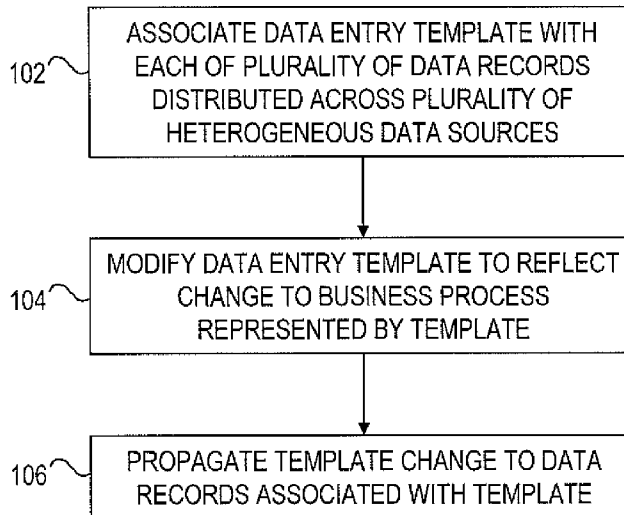 102
ASSOCIATE DATA ENTRY TEMPLATE WITH
EACH OF PLURALITY OF DATA RECORDS
DISTRIBUTED ACROSS PLURALITY OF
HETEROGENEOUS DATA SOURCES
104
MODIFY DATA ENTRY TEMPLATE TO REFLECT
CHANGE TO BUSINESS PROCESS
REPRESENTED BY TEMPLATE
106
PROPAGATE TEMPLATE CHANGE TO DATA
RECORDS ASSOCIATED WITH TEMPLATE